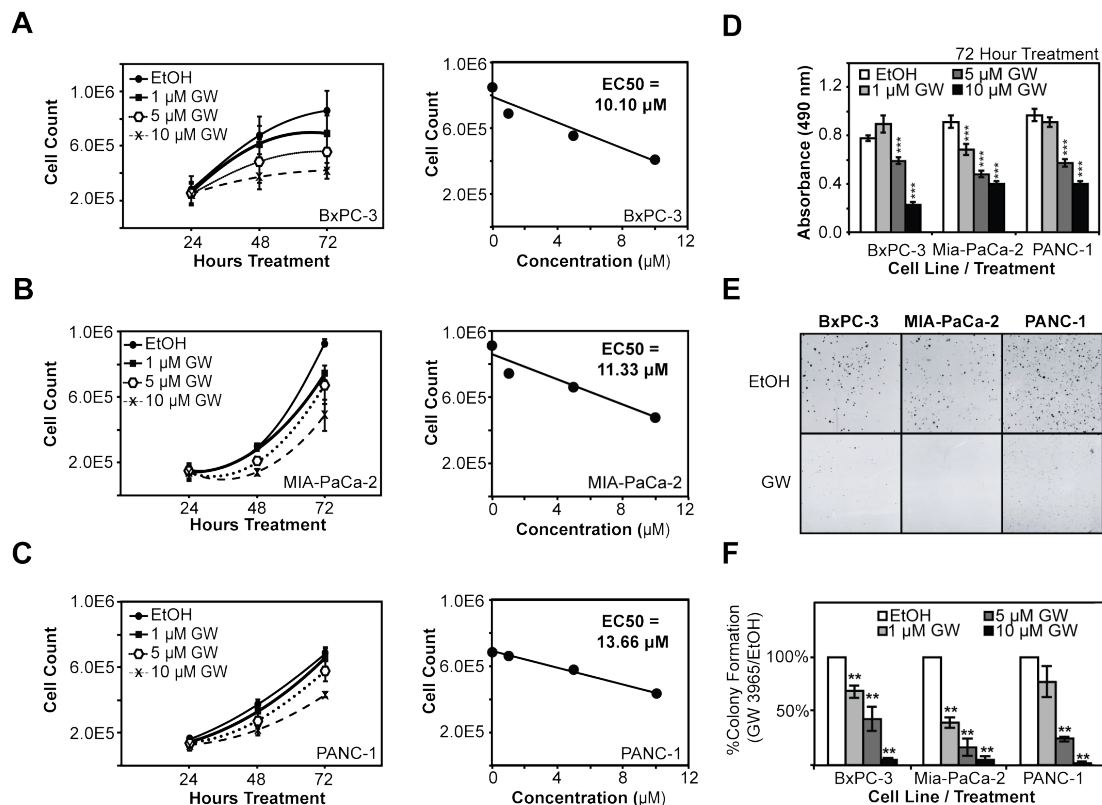 A
1.0E6
6.0E5
2.0E5
Cell Count
EtOH
1 µM GW
5 µM GW
10 µM GW
BxPC-3
24 48 72
Hours Treatment
1.0E6
6.0E5
2.0E5
Cell Count
EC50 =
10.10 µM
BxPC-3
0 4 8 12
Concentration (µM)
B
1.0E6
6.0E5
2.0E5
Cell Count
EtOH
1 µM GW
5 µM GW
10 µM GW
MIA-PaCa-2
24 48 72
Hours Treatment
1.0E6
6.0E5
2.0E5
Cell Count
EC50 =
11.33 µM
MIA-PaCa-2
0 4 8 12
Concentration (µM)
C
1.0E6
6.0E5
2.0E5
Cell Count
EtOH
1 µM GW
5 µM GW
10 µM GW
PANC-1
24 48 72
Hours Treatment
1.0E6
6.0E5
2.0E5
Cell Count
EC50 =
13.66 µM
PANC-1
0 4 8 12
Concentration (µM)
D
72 Hour Treatment
EtOH 5 µM GW
1 µM GW 10 µM GW
1.2
0.8
0.4
0.0
Absorbance (490 nm)
*** *** *** *** *** *** ***
BxPC-3 Mia-PaCa-2 PANC-1
Cell Line / Treatment
E
BxPC-3 MIA-PaCa-2 PANC-1
EtOH
GW
F
EtOH 5 µM GW
1 µM GW 10 µM GW
100%
50%
%Colony Formation
(GW 3965/EtOH)
** ** ** ** ** ** ** **
BxPC-3 Mia-PaCa-2 PANC-1
Cell Line / Treatment